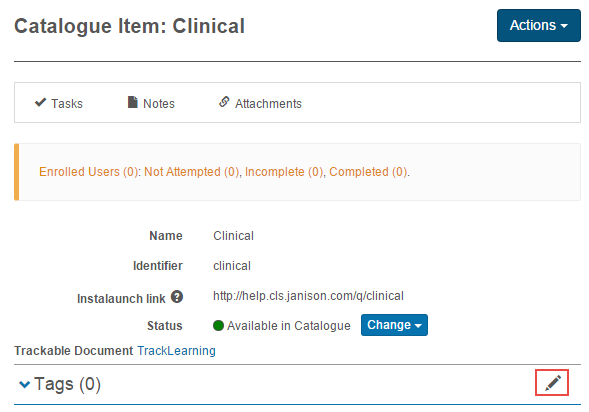 Catalogue Item: Clinical
Actions
Tasks Notes Attachments
Enrolled Users (0): Not Attempted (0), Incomplete (0), Completed (0).
Name Clinical
Identifier clinical
Instalaunch link ? http://help.cls.janison.com/q/clinical
Status Available in Catalogue Change
Trackable Document TrackLearning
Tags (0)